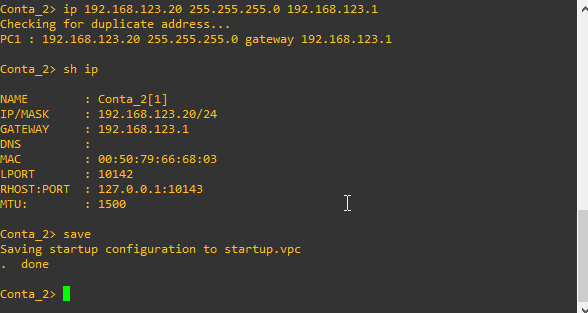 Conta_2> ip 192.168.123.20 255.255.255.0 192.168.123.1
Checking for duplicate address...
PC1 : 192.168.123.20 255.255.255.0 gateway 192.168.123.1
Conta_2> sh ip
NAME        : Conta_2[1]
IP/MASK     : 192.168.123.20/24
GATEWAY     : 192.168.123.1
DNS         :
MAC         : 00:50:79:66:68:03
LPORT       : 10142
RHOST:PORT  : 127.0.0.1:10143
MTU:        : 1500
Conta_2> save
Saving startup configuration to startup.vpc
.  done
Conta_2>